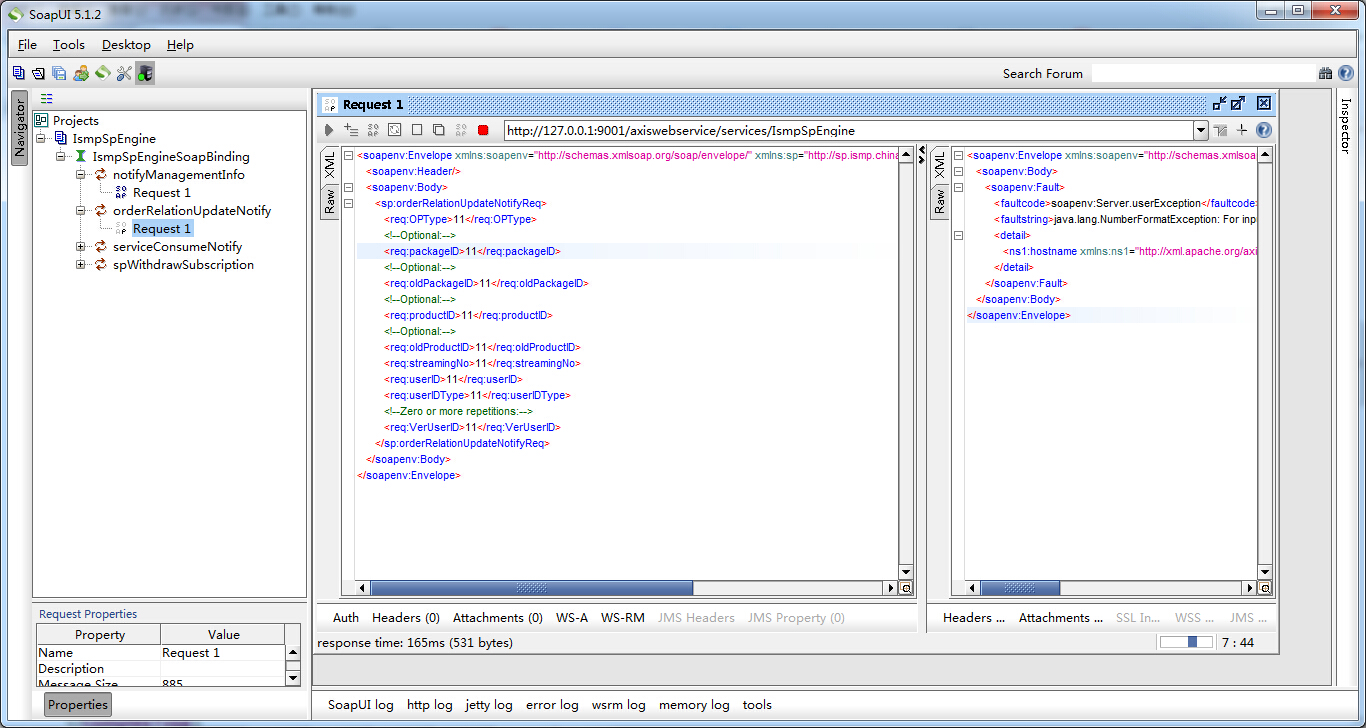 SoapUI 5.1.2
File Tools Desktop Help
Search Forum
Navigator
Projects
IsmpSpEngine
IsmpSpEngineSoapBinding
notifyManagementInfo
Request 1
orderRelationUpdateNotify
Request 1
serviceConsumeNotify
spWithdrawSubscription
Request Properties
Property Value
Name Request 1
Description
Message Size 885
Properties
Request 1
http://127.0.0.1:9001/axiswebservice/services/IsmpSpEngine
XML
Raw
<soapenv:Envelope xmlns:soapenv="http://schemas.xmlsoap.org/soap/envelope/" xmlns:sp="http://sp.ismp.china
<soapenv:Header/>
<soapenv:Body>
<sp:orderRelationUpdateNotifyReq>
<req:OPType>11</req:OPType>
<!--Optional:-->
<req:packageID>11</req:packageID>
<!--Optional:-->
<req:oldPackageID>11</req:oldPackageID>
<!--Optional:-->
<req:productID>11</req:productID>
<!--Optional:-->
<req:oldProductID>11</req:oldProductID>
<req:streamingNo>11</req:streamingNo>
<req:userID>11</req:userID>
<req:userIDType>11</req:userIDType>
<!--Zero or more repetitions:-->
<req:VerUserID>11</req:VerUserID>
</sp:orderRelationUpdateNotifyReq>
</soapenv:Body>
</soapenv:Envelope>
Auth Headers (0) Attachments (0) WS-A WS-RM JMS Headers JMS Property (0)
response time: 165ms (531 bytes)
XML
Raw
<soapenv:Envelope xmlns:soapenv="http://schemas.xmlsoa
<soapenv:Body>
<soapenv:Fault>
<faultcode>soapenv:Server.userException</faultcode>
<faultstring>java.lang.NumberFormatException: For inpu
<detail>
<ns1:hostname xmlns:ns1="http://xml.apache.org/axi
</detail>
</soapenv:Fault>
</soapenv:Body>
</soapenv:Envelope>
Headers ... Attachments ... SSL In... WSS ... JMS ...
7 : 44
Inspector
SoapUI log http log jetty log error log wsrm log memory log tools